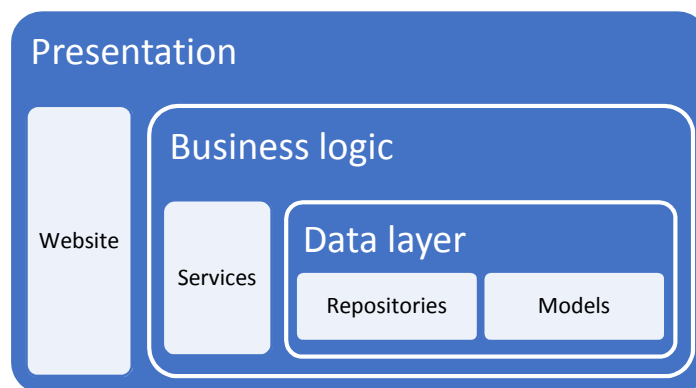 Presentation
Business logic
Website
Services
Data layer
Repositories
Models